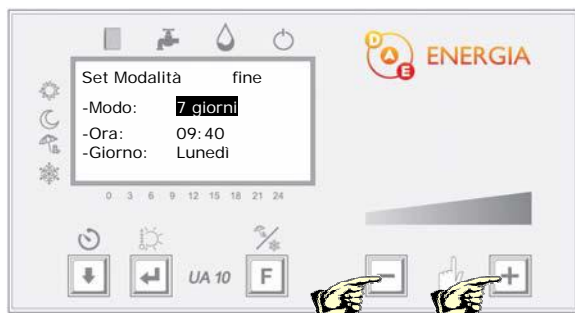 D A E ENERGIA
Set Modalità fine
-Modo: 7 giorni
-Ora: 09:40
-Giorno: Lunedì
0 3 6 9 12 15 18 21 24
UA 10 F - +